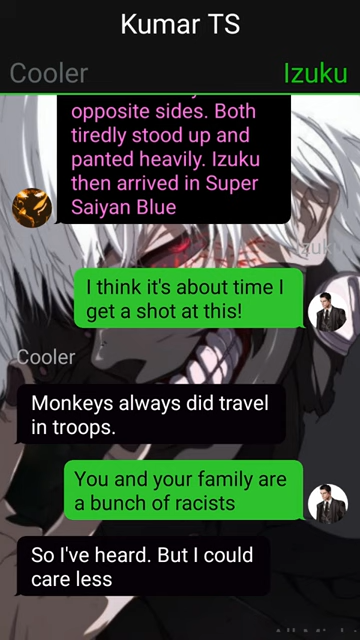 Kumar TS
Cooler
Izuku
opposite sides. Both
tiredly stood up and
panted heavily. Izuku
then arrived in Super
Saiyan Blue
Izuku
I think it's about time I
get a shot at this!
Cooler
Monkeys always did travel
in troops.
You and your family are
a bunch of racists
So I've heard. But I could
care less